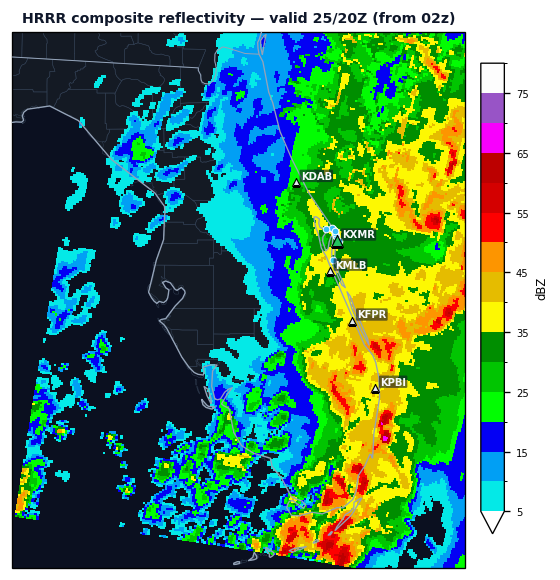 HRRR composite reflectivity — valid 25/20Z (from 02z)
75
65
55
45
35
25
15
5
dBZ
KDAB
KXMR
KMLB
KFPR
KPBI